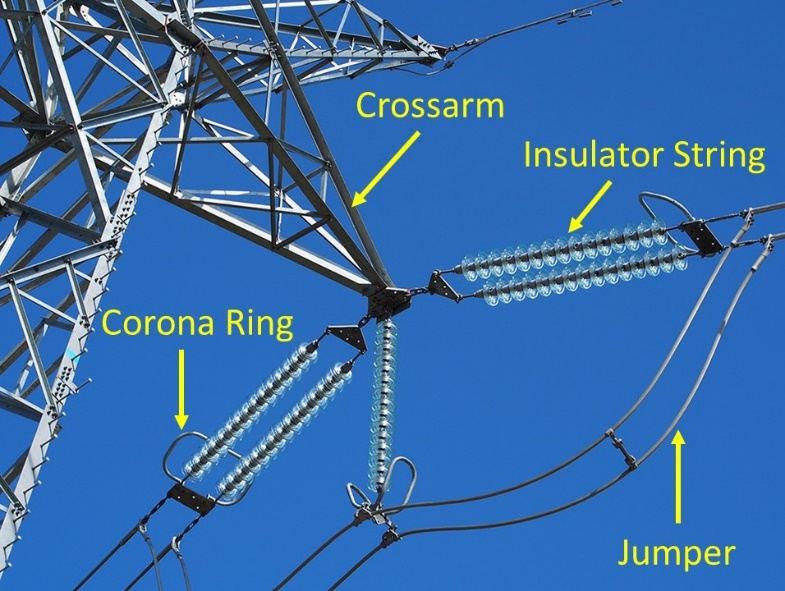 Crossarm
Insulator String
Corona Ring
Jumper